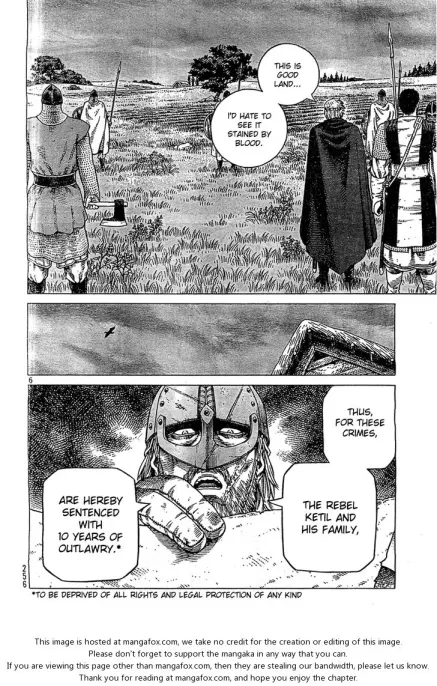 THIS IS
GOOD
LAND...
I'D HATE TO
SEE IT
STAINED BY
BLOOD.
6
THUS,
FOR THESE
CRIMES,
THE REBEL
KETIL AND
HIS FAMILY,
ARE HEREBY
SENTENCED
WITH
10 YEARS OF
OUTLAWRY.*
256
*TO BE DEPRIVED OF ALL RIGHTS AND LEGAL PROTECTION OF ANY KIND
This image is hosted at mangafox.com, we take no credit for the creation or editing of this image.
Please don't forget to support the mangaka in any way that you can.
If you are viewing this page other than mangafox.com, then they are stealing our bandwdth, please let us know.
Thank you for reading at mangafox.com, and hope you enjoy the chapter.